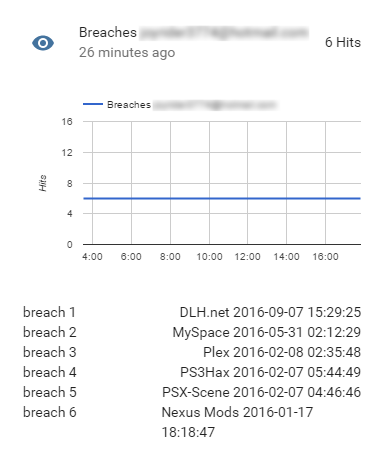 Breaches
6 Hits
26 minutes ago
Breaches
16
12
8
4
0
Hits
4:00 6:00 8:00 10:00 12:00 14:00 16:00
breach 1 DLH.net 2016-09-07 15:29:25
breach 2 MySpace 2016-05-31 02:12:29
breach 3 Plex 2016-02-08 02:35:48
breach 4 PS3Hax 2016-02-07 05:44:49
breach 5 PSX-Scene 2016-02-07 04:46:46
breach 6 Nexus Mods 2016-01-17
18:18:47